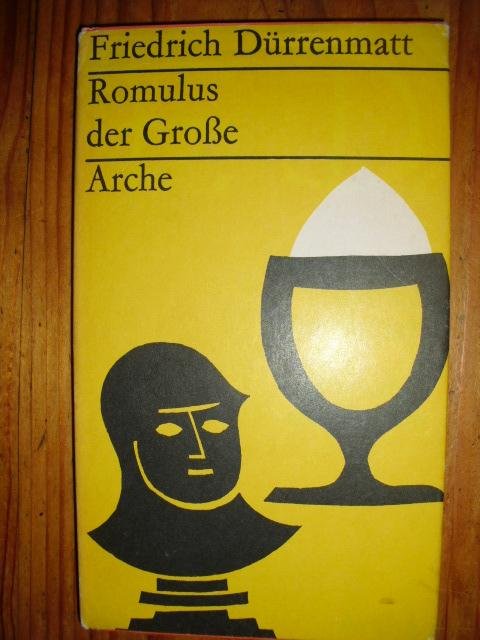 Friedrich Dürrenmatt
Romulus
der Große
Arche